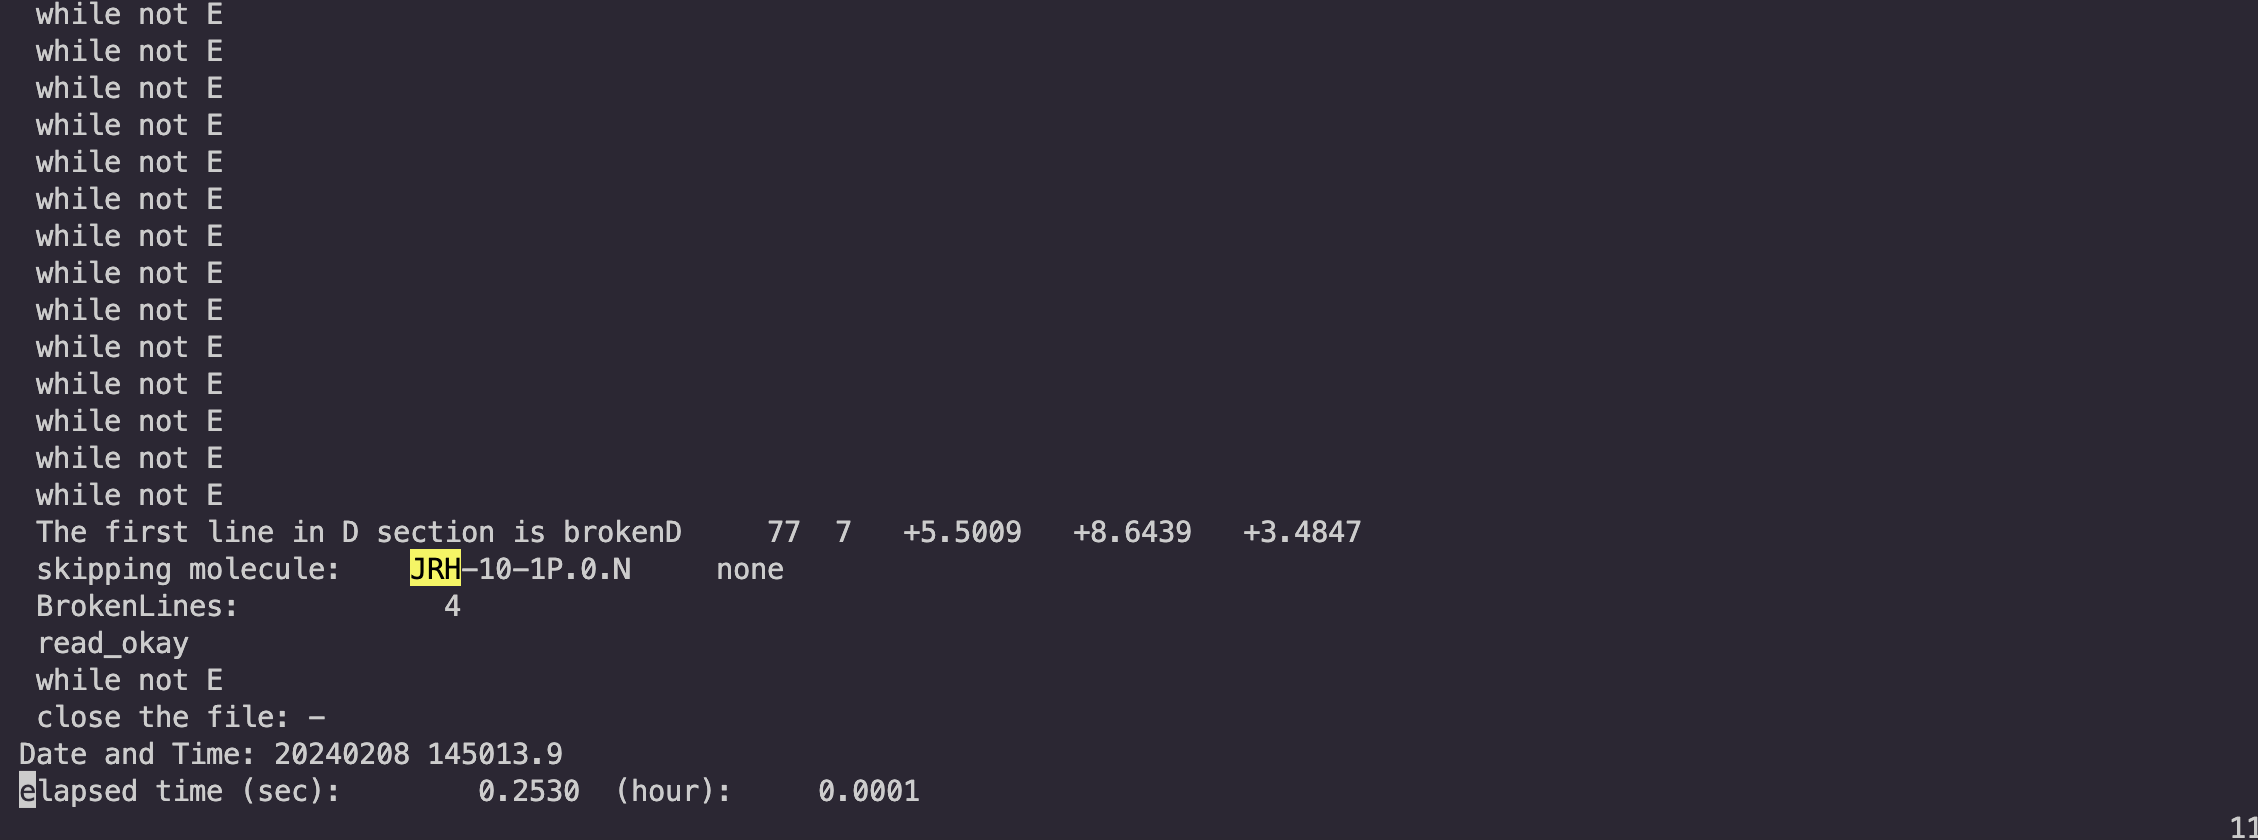 while not E
while not E
while not E
while not E
while not E
while not E
while not E
while not E
while not E
while not E
while not E
while not E
while not E
while not E
The first line in D section is brokenD     77  7   +5.5009   +8.6439   +3.4847
skipping molecule:    JRH-10-1P.0.N     none
BrokenLines:            4
read_okay
while not E
close the file: -
Date and Time: 20240208 145013.9
elapsed time (sec):        0.2530  (hour):     0.0001
11